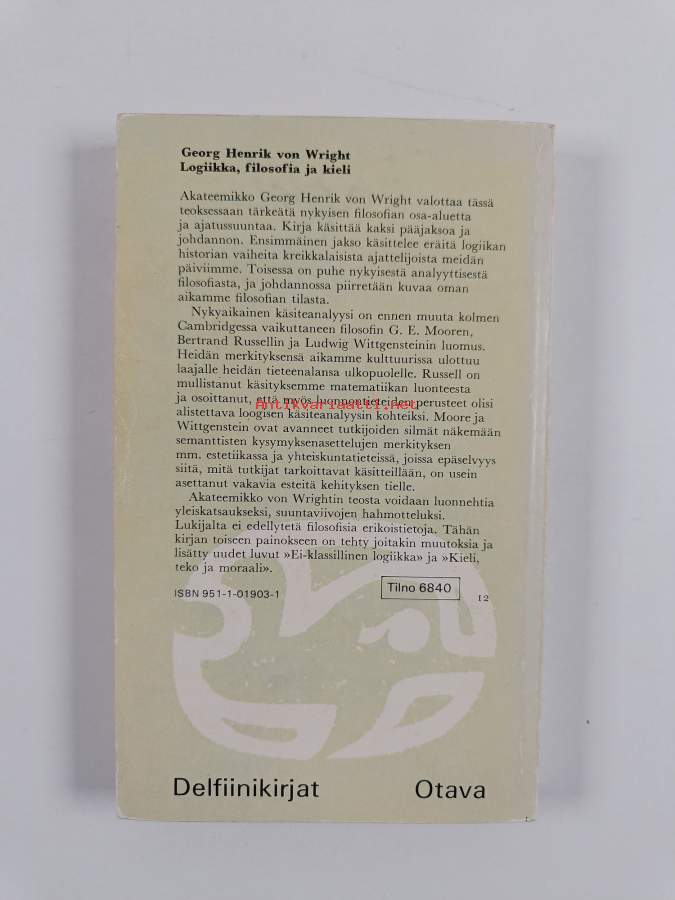 Georg Henrik von Wright
Logiikka, filosofia ja kieli
Akateemikko Georg Henrik von Wright valottaa tässä
teoksessaan tärkeätä nykyisen filosofian osa-aluetta
ja ajatussuuntaa. Kirja käsittää kaksi pääjaksoa ja
johdannon. Ensimmäinen jakso käsittelee eräitä logiikan
historian vaiheita kreikkalaisista ajattelijoista meidän
päiviimme. Toisessa on puhe nykyisestä analyyttisestä
filosofiasta, ja johdannossa piirretään kuvaa oman
aikamme filosofian tilasta.
Nykyaikainen käsiteanalyysi on ennen muuta kolmen
Cambridgessa vaikuttaneen filosofin G. E. Mooren,
Bertrand Russellin ja Ludwig Wittgensteinin luomus.
Heidän merkityksensä aikamme kulttuurissa ulottuu
laajalle heidän tieteenalansa ulkopuolelle. Russell on
mullistanut käsityksemme matematiikan luonteesta
ja osoittanut, että myös luonnontieteiden perusteet olisi
Antikvariaatti.net
alistettava loogisen käsiteanalyysin kohteiksi. Moore ja
Wittgenstein ovat avanneet tutkijoiden silmät näkemään
semanttisten kysymyksenasettelujen merkityksen
mm. estetiikassa ja yhteiskuntatieteissä, joissa epäselvyys
siitä, mitä tutkijat tarkoittavat käsitteillään, on usein
asettanut vakavia esteitä kehityksen tielle.
Akateemikko von Wrightin teosta voidaan luonnehtia
yleiskatsaukseksi, suuntaviivojen hahmotteluksi.
Lukijalta ei edellytetä filosofisia erikoistietoja. Tähän
kirjan toiseen painokseen on tehty joitakin muutoksia ja
lisätty uudet luvut »Ei-klassillinen logiikka» ja »Kieli,
teko ja moraali».
ISBN 951-1-01903-1
Tilno 6840
12
Delfiinikirjat
Otava